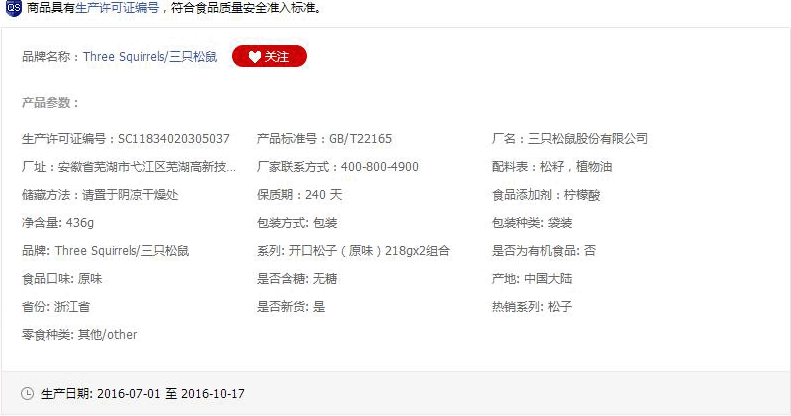 QS 商品具有生产许可证编号，符合食品质量安全准入标准。
品牌名称：Three Squirrels/三只松鼠 关注
产品参数：
生产许可证编号：SC11834020305037 产品标准号：GB/T22165 厂名：三只松鼠股份有限公司
厂址：安徽省芜湖市弋江区芜湖高新技... 厂家联系方式：400-800-4900 配料表：松籽，植物油
储藏方法：请置于阴凉干燥处 保质期：240 天 食品添加剂：柠檬酸
净含量: 436g 包装方式: 包装 包装种类: 袋装
品牌: Three Squirrels/三只松鼠 系列: 开口松子（原味）218gx2组合 是否为有机食品: 否
食品口味: 原味 是否含糖: 无糖 产地: 中国大陆
省份: 浙江省 是否新货: 是 热销系列: 松子
零食种类: 其他/other
生产日期: 2016-07-01 至 2016-10-17